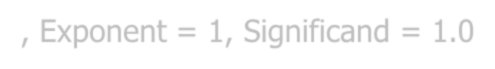 , Exponent = 1, Significand = 1.0